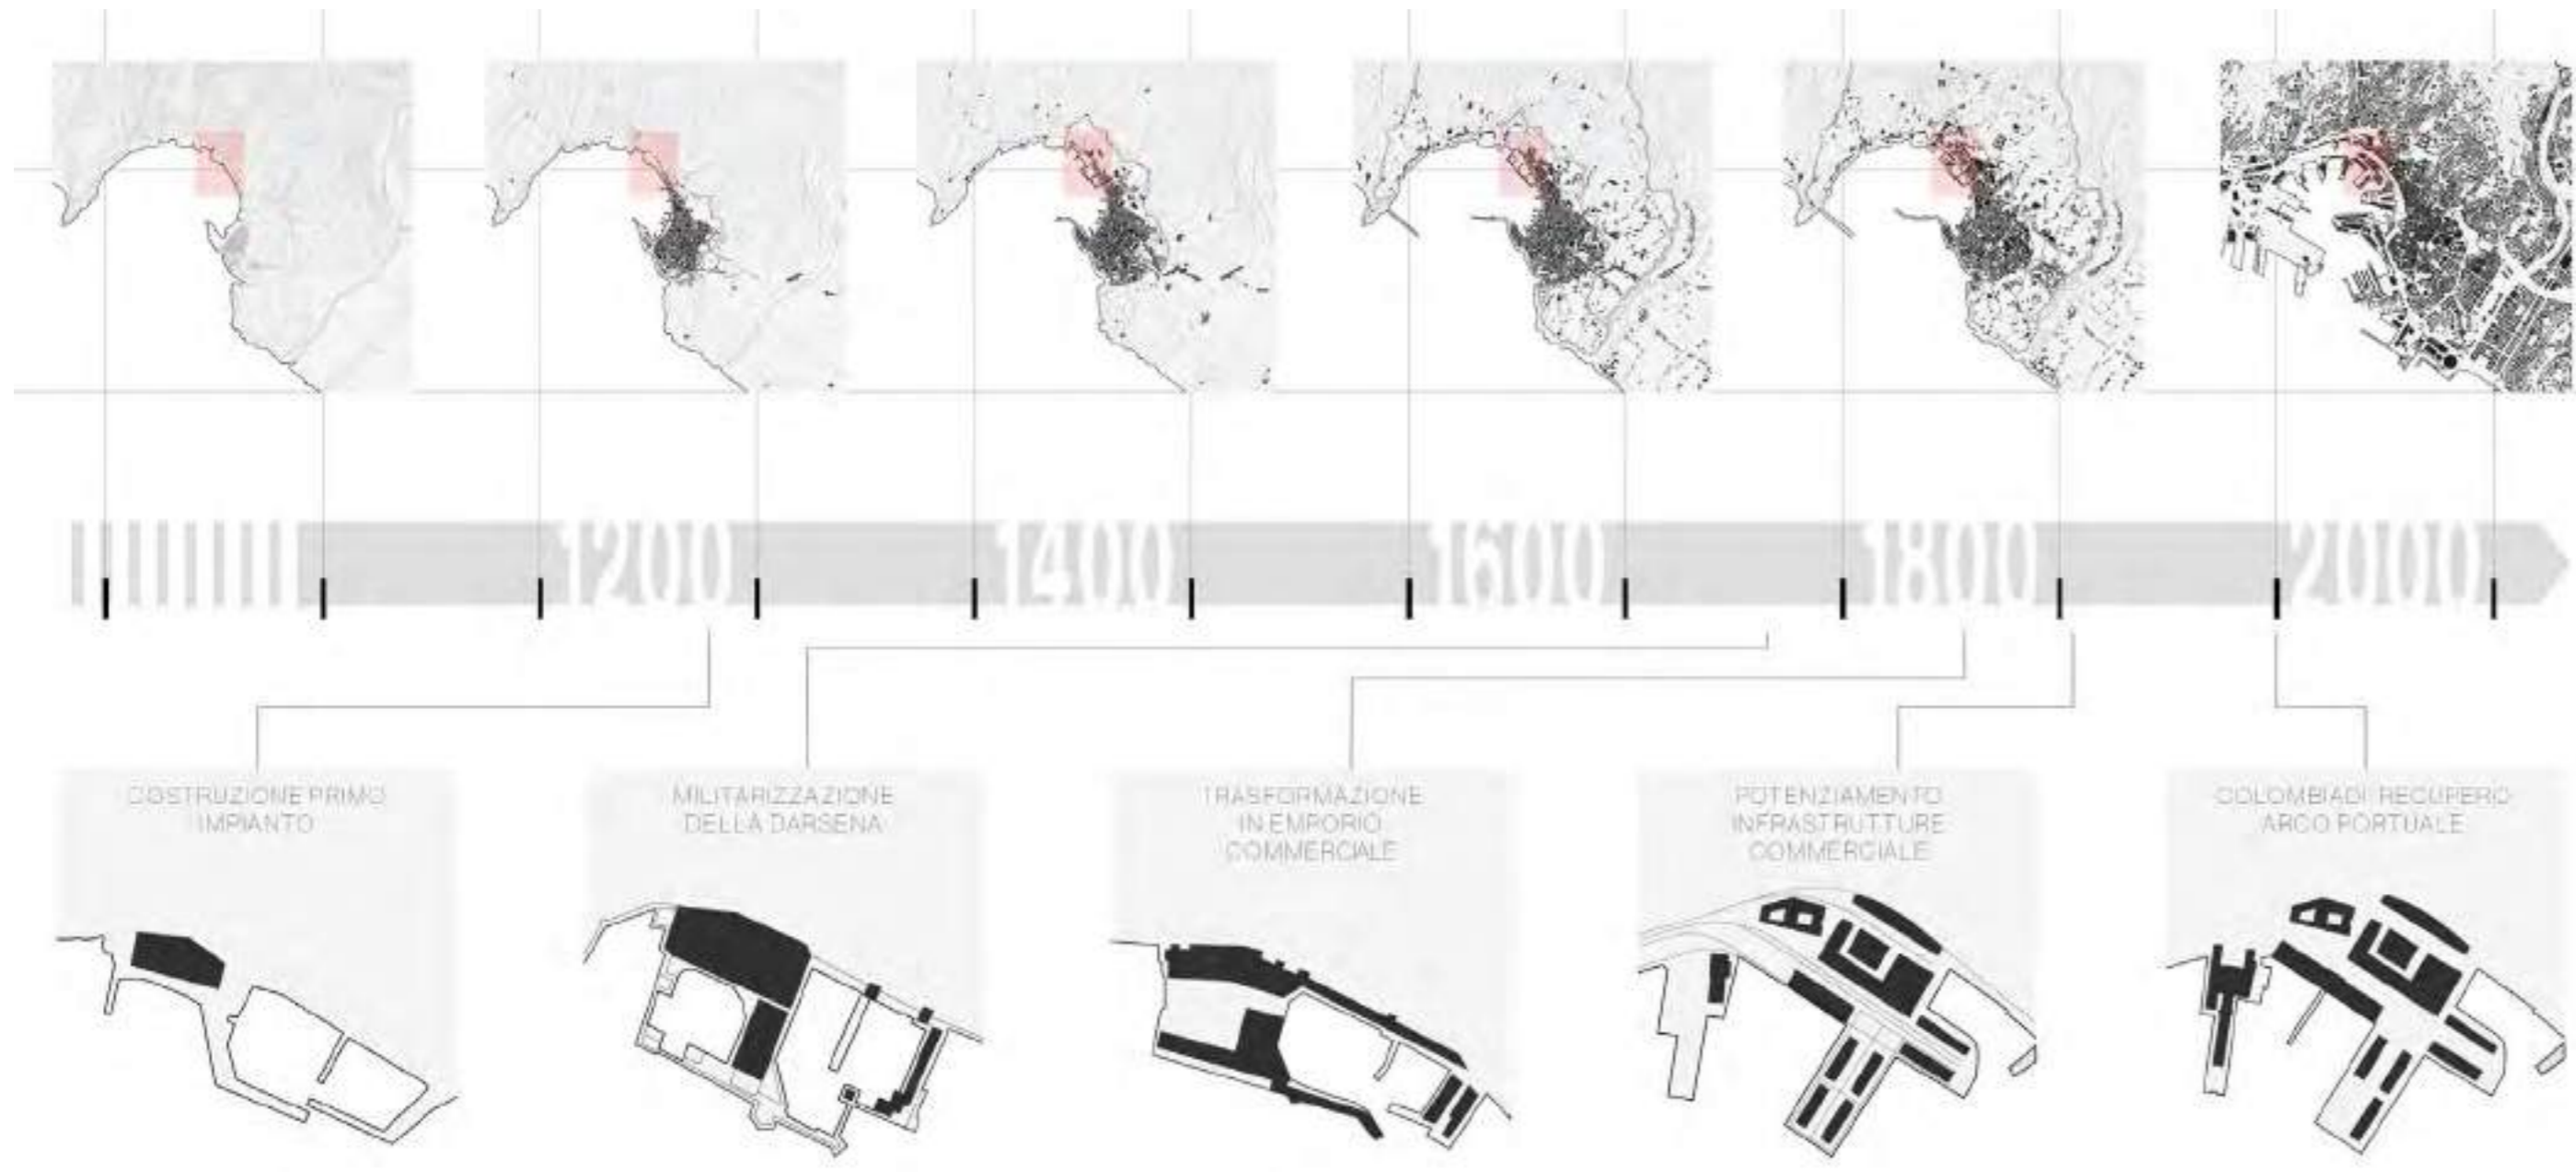 1200 1400 1600 1800 2000
COSTRUZIONE PRIMO
IMPIANTO
MILITARIZZAZIONE
DELLA DARSENA
TRASFORMAZIONE
IN EMPORIO
COMMERCIALE
POTENZIAMENTO
INFRASTRUTTURE
COMMERCIALE
COLOMBIADI RECUPERO
ARCO PORTUALE